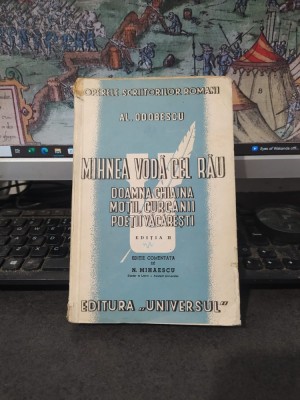 OPERELE SCRIITORILOR ROMÂNI
AL. ODOBESCU
MIHNEA VODĂ CEL RĂU
DOAMNA CHIAJNA
MOȚII, CURCANII
POEȚII VĂCĂREȘTI
EDIȚIA II
EDIȚIE COMENTATĂ
DE
H. MIHĂESCU
EDITURA „UNIVERSUL"